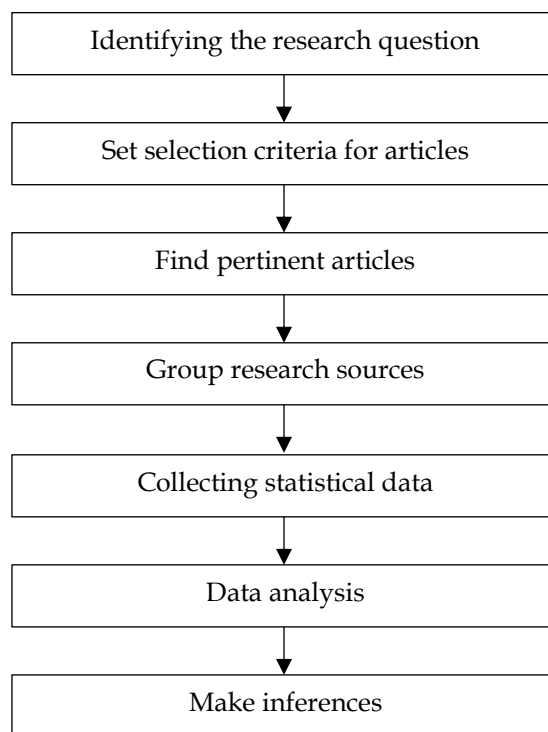 Identifying the research question
Set selection criteria for articles
Find pertinent articles
Group research sources
Collecting statistical data
Data analysis
Make inferences